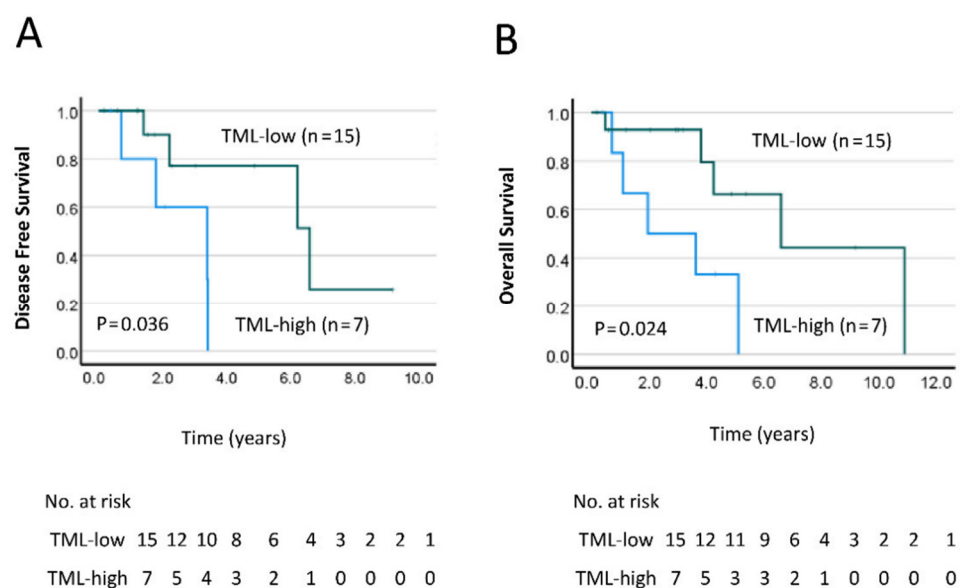 A
Disease Free Survival
1.0
0.8
0.6
0.4
0.2
0.0
TML-low (n=15)
P=0.036
TML-high (n=7)
0.0 2.0 4.0 6.0 8.0 10.0
Time (years)
No. at risk
TML-low 15 12 10 8 6 4 3 2 2 1
TML-high 7 5 4 3 2 1 0 0 0 0
B
Overall Survival
1.0
0.8
0.6
0.4
0.2
0.0
TML-low (n=15)
P=0.024
TML-high (n=7)
0.0 2.0 4.0 6.0 8.0 10.0 12.0
Time (years)
No. at risk
TML-low 15 12 11 9 6 4 3 2 2 1
TML-high 7 5 3 3 2 1 0 0 0 0